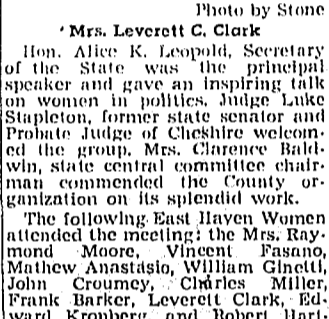 Photo by Stone
Mrs. Leverett C. Clark
Hon. Alice K. Leopold, Secretary
of the State was the principal
speaker and gave an inspiring talk
on women in politics. Judge Luke
Stapleton, former state senator and
Probate Judge of Cheshire welcom-
ed the group. Mrs. Clarence Bald-
win, state central committee chair-
man commended the County or-
ganization on its splendid work.
The following East Haven Women
attended the meeting: the Mrs. Ray-
mond Moore, Vincent Fasano,
Mathew Anastasio, William Ginetti,
John Croumey, Charles Miller,
Frank Barker, Leverett Clark, Ed-
ward Kronberg and Robert Hart-